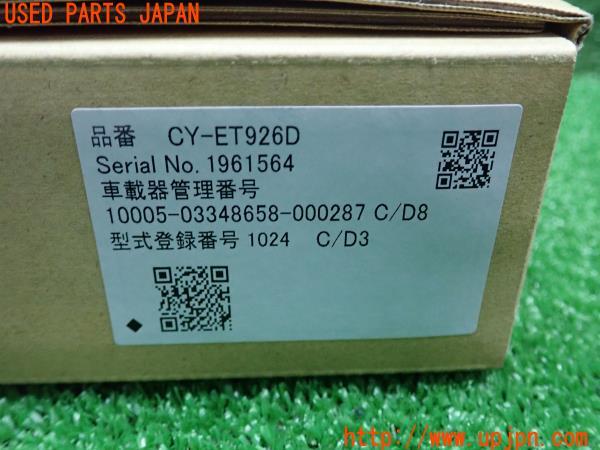 USED PARTS JAPAN
品番 CY-ET926D
Serial No. 1961564
車載器管理番号
10005-03348658-000287 C/D8
型式登録番号 1024 C/D3
http://www.upjpn.com/